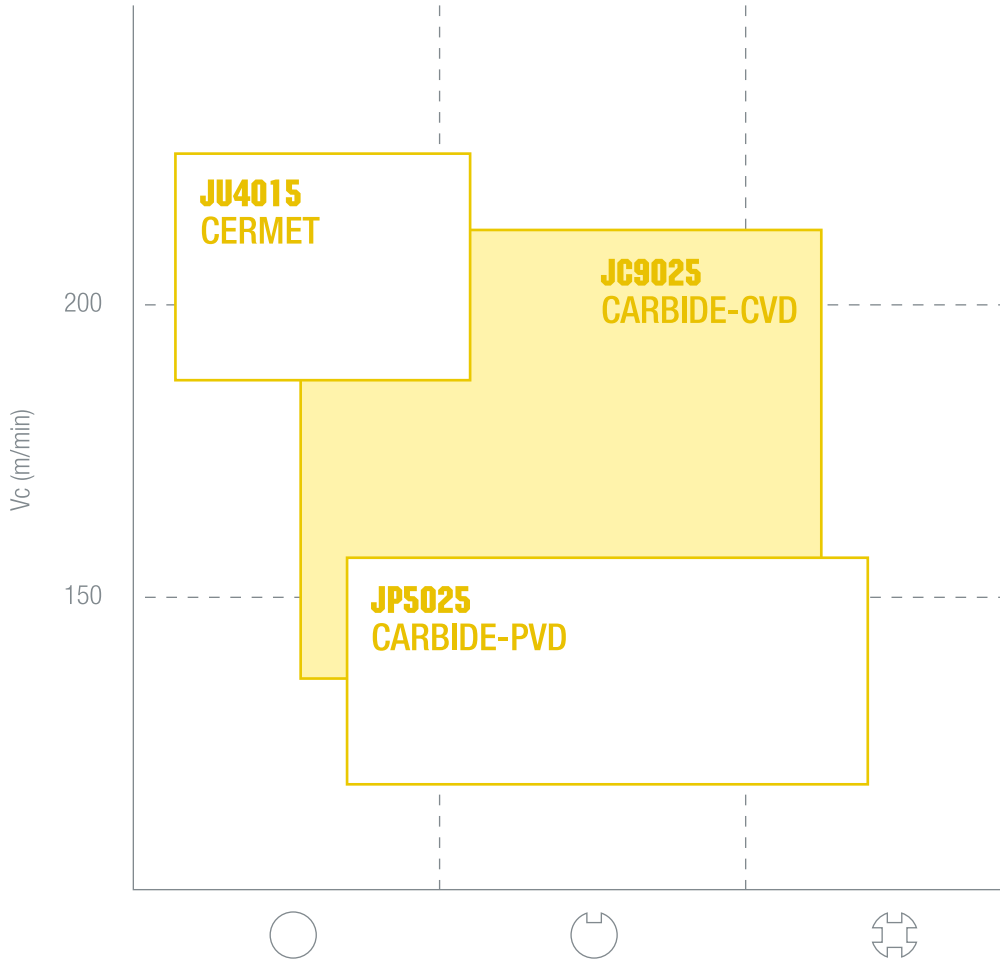 JU4015
CERMET
JC9025
CARBIDE-CVD
200
Vc (m/min)
150
JP5025
CARBIDE-PVD